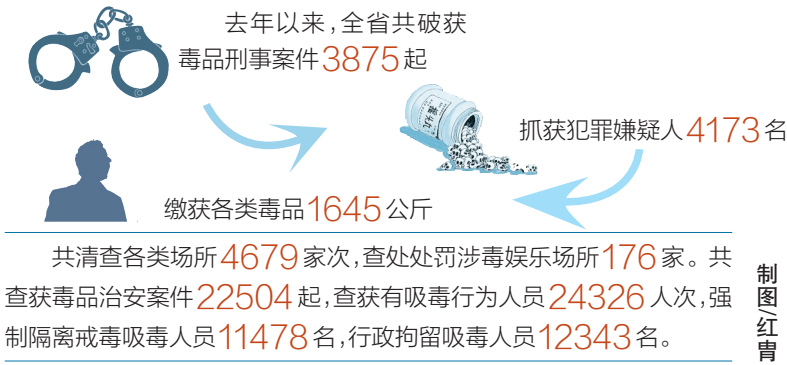 去年以来,全省共破获
毒品刑事案件3875起
摇头丸
抓获犯罪嫌疑人4173名
缴获各类毒品1645公斤
共清查各类场所4679家次,查处处罚涉毒娱乐场所176家。共
查获毒品治安案件22504起,查获有吸毒行为人员24326人次,强
制隔离戒毒吸毒人员11478名,行政拘留吸毒人员12343名。
制图/红胄